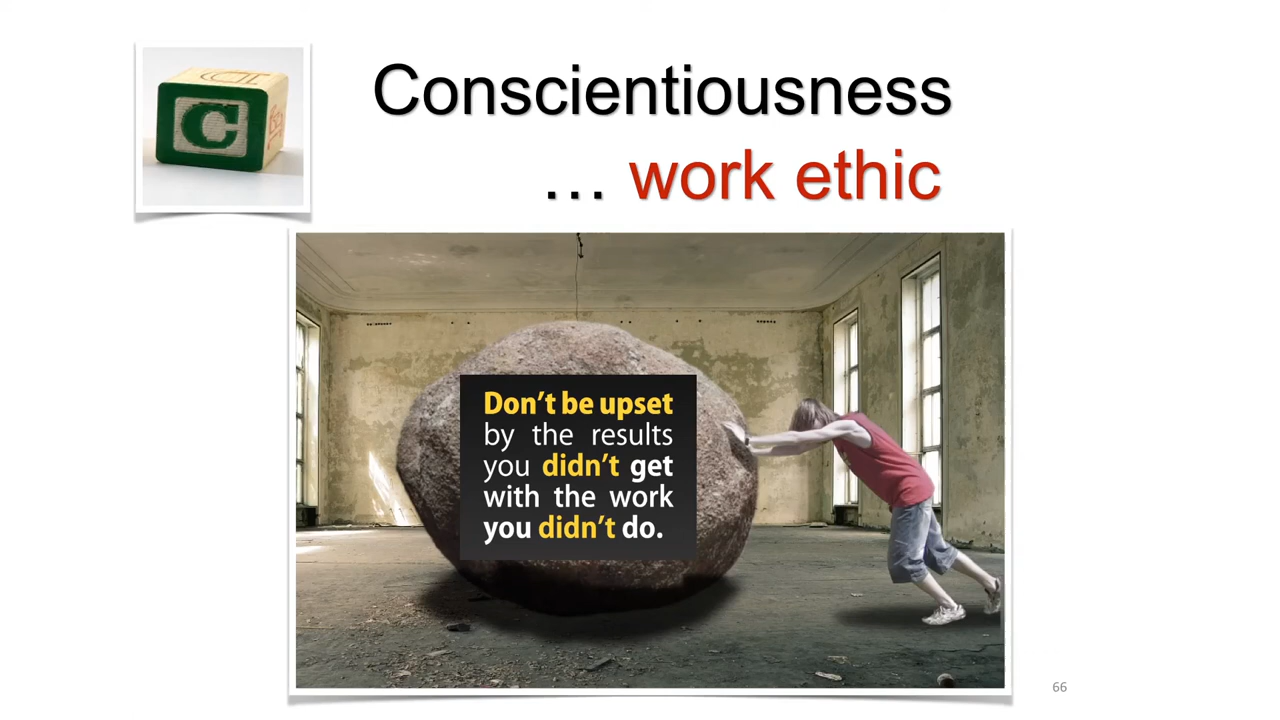 C
Conscientiousness
… work ethic
Don't be upset
by the results
you didn't get
with the work
you didn't do.
66